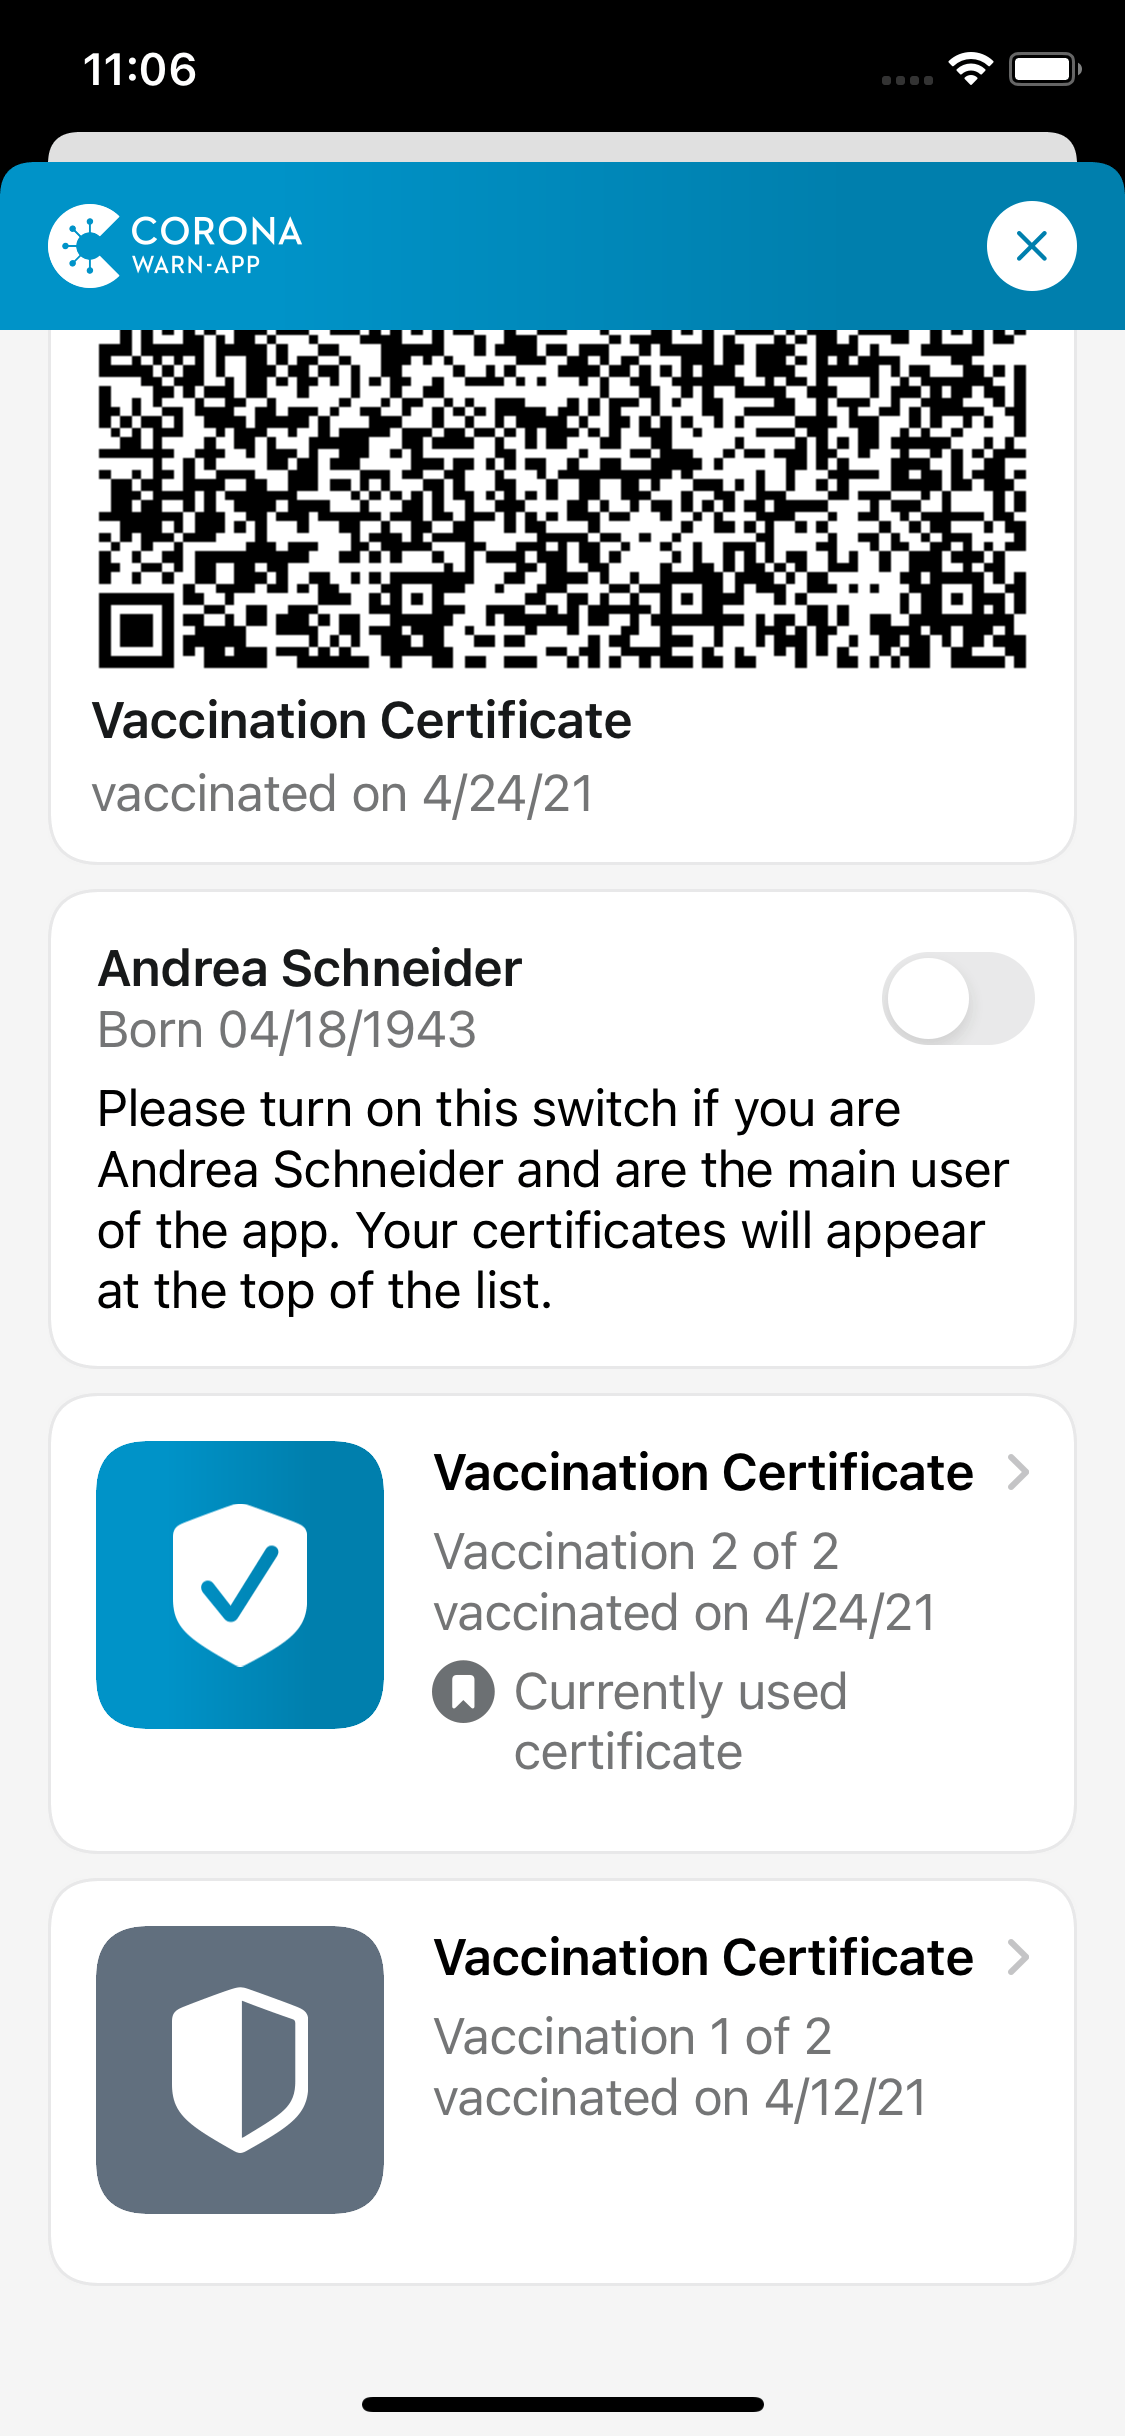 11:06
CORONA
WARN-APP
Vaccination Certificate
vaccinated on 4/24/21
Andrea Schneider
Born 04/18/1943
Please turn on this switch if you are
Andrea Schneider and are the main user
of the app. Your certificates will appear
at the top of the list.
Vaccination Certificate
Vaccination 2 of 2
vaccinated on 4/24/21
Currently used
certificate
Vaccination Certificate
Vaccination 1 of 2
vaccinated on 4/12/21